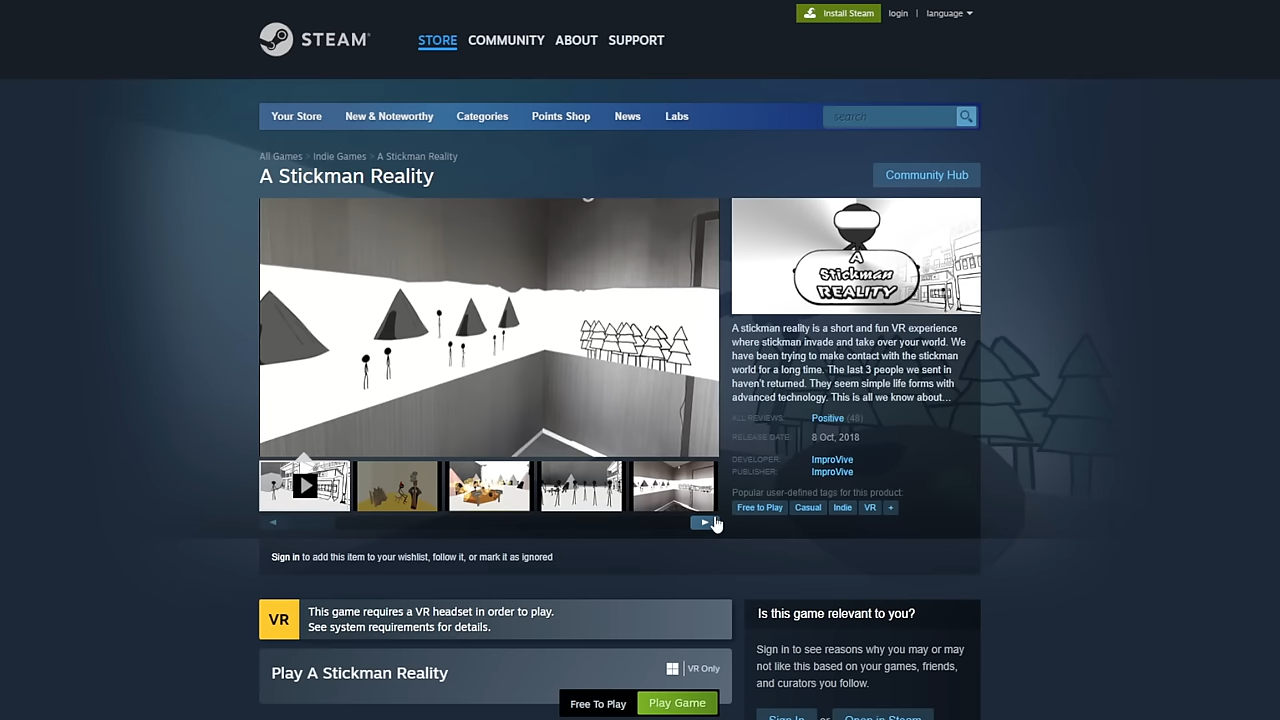 Install Steam login | language
STEAM®
STORE COMMUNITY ABOUT SUPPORT
Your Store New & Noteworthy Categories Points Shop News Labs search
All Games > Indie Games > A Stickman Reality
A Stickman Reality
Community Hub
A
Stickman
REALITY
A stickman reality is a short and fun VR experience
where stickman invade and take over your world. We
have been trying to make contact with the stickman
world for a long time. The last 3 people we sent in
haven't returned. They seem simple life forms with
advanced technology. This is all we know about...
ALL REVIEWS: Positive (48)
RELEASE DATE: 8 Oct, 2018
DEVELOPER: ImproVive
PUBLISHER: ImproVive
Popular user-defined tags for this product:
Free to Play Casual Indie VR +
Sign in to add this item to your wishlist, follow it, or mark it as ignored
VR
This game requires a VR headset in order to play.
See system requirements for details.
Is this game relevant to you?
Sign in to see reasons why you may or may
not like this based on your games, friends,
and curators you follow.
Sign In or Open in Steam
Play A Stickman Reality
VR Only
Free To Play Play Game